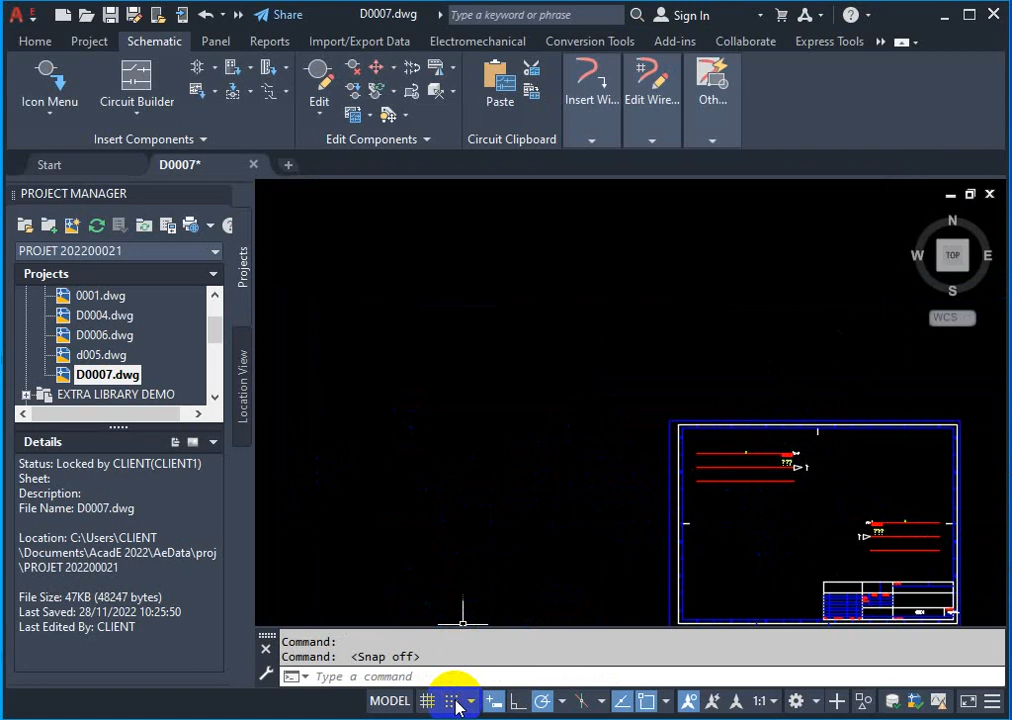 Share
D0007.dwg
Type a keyword or phrase
Sign In
Home Project Schematic Panel Reports Import/Export Data Electromechanical Conversion Tools Add-ins Collaborate Express Tools
Icon Menu
Circuit Builder
Edit
Paste
Insert Wi...
Edit Wire...
Oth...
Insert Components
Edit Components
Circuit Clipboard
Start
D0007*
PROJECT MANAGER
PROJET 202200021
Projects
0001.dwg
D0004.dwg
D0006.dwg
d005.dwg
D0007.dwg
EXTRA LIBRARY DEMO
Projects
Location View
Details
Status: Locked by CLIENT(CLIENT1)
Sheet:
Description:
File Name: D0007.dwg
Location: C:\Users\CLIENT
\Documents\AcadE 2022\AeData\proj
\PROJET 202200021
File Size: 47KB (48247 bytes)
Last Saved: 28/11/2022 10:25:50
Last Edited By: CLIENT
N
W TOP E
S
WCS
???
?
???
?
Command:
Command: <Snap off>
Type a command
MODEL
1:1